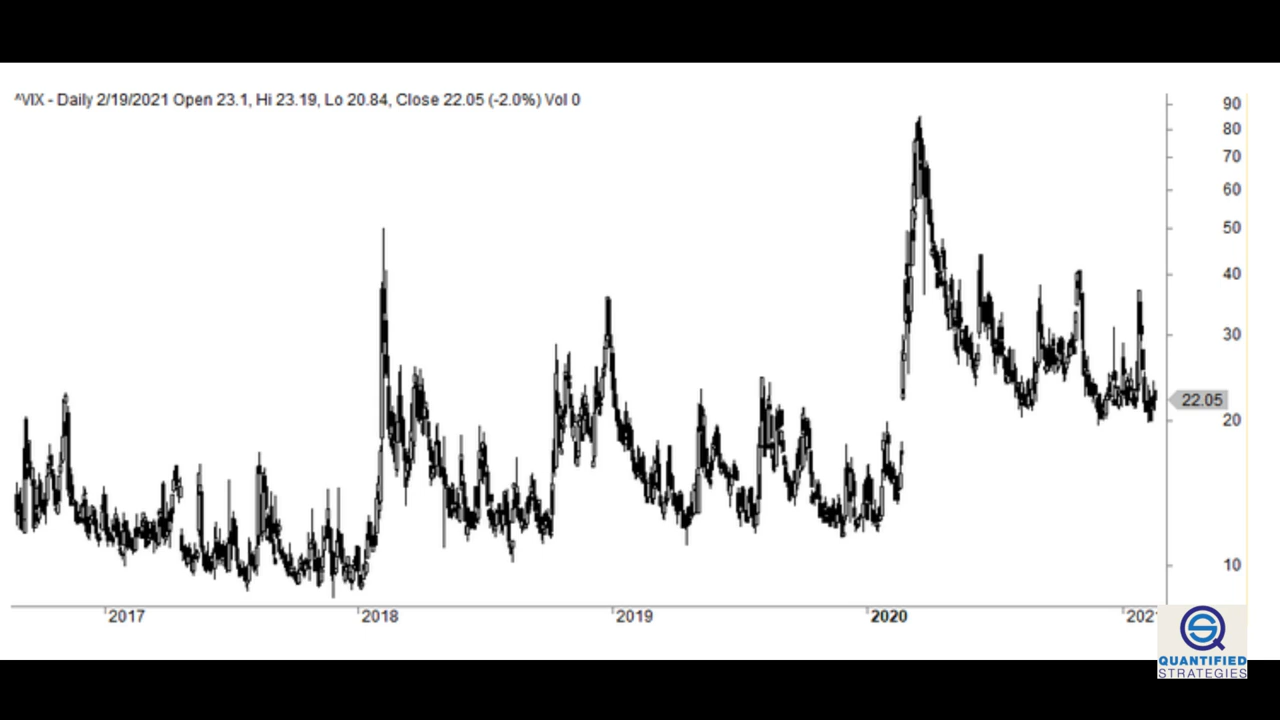 ^VIX - Daily 2/19/2021 Open 23.1, Hi 23.19, Lo 20.84, Close 22.05 (-2.0%) Vol 0
90
80
70
60
50
40
30
22.05
20
10
2017 2018 2019 2020 202
QUANTIFIED
STRATEGIES